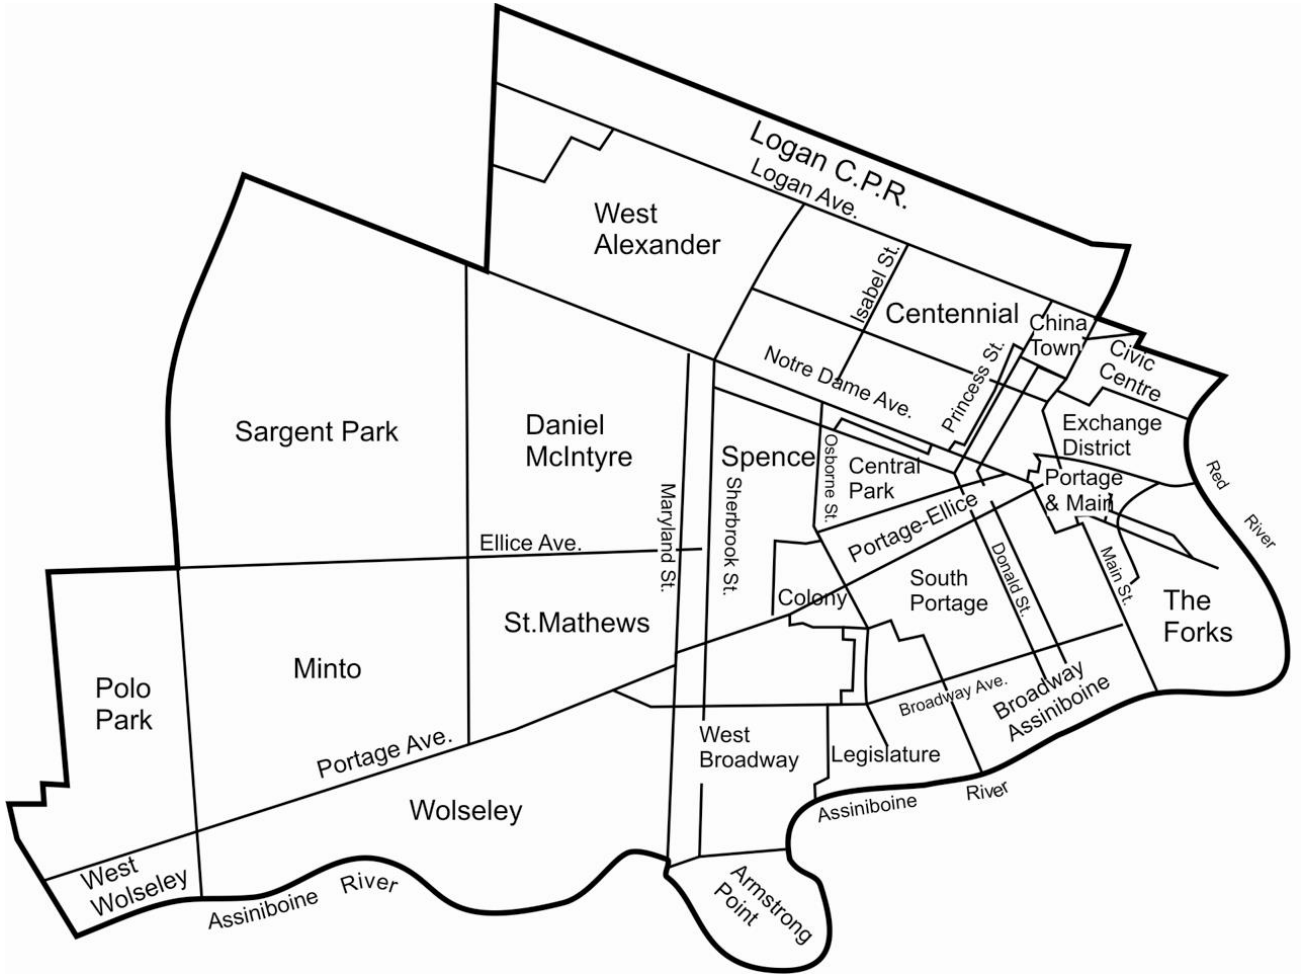 Logan C.P.R.
Logan Ave.
West
Alexander
Isabel St.
Centennial
China
Town
Civic
Centre
Notre Dame Ave.
Princess St.
Exchange
District
Sargent Park
Daniel
McIntyre
Spence
Osborne St.
Central
Park
Portage
& Main
Red
River
Maryland St.
Sherbrook St.
Ellice Ave.
Portage-Ellice
Colony
South
Portage
Donald St.
Main St.
The
Forks
St.Mathews
Minto
Polo
Park
Portage Ave.
Broadway Ave.
Broadway
Assiniboine
West
Broadway
Legislature
Wolseley
Assiniboine
River
West
Wolseley
Assiniboine
River
Armstrong
Point